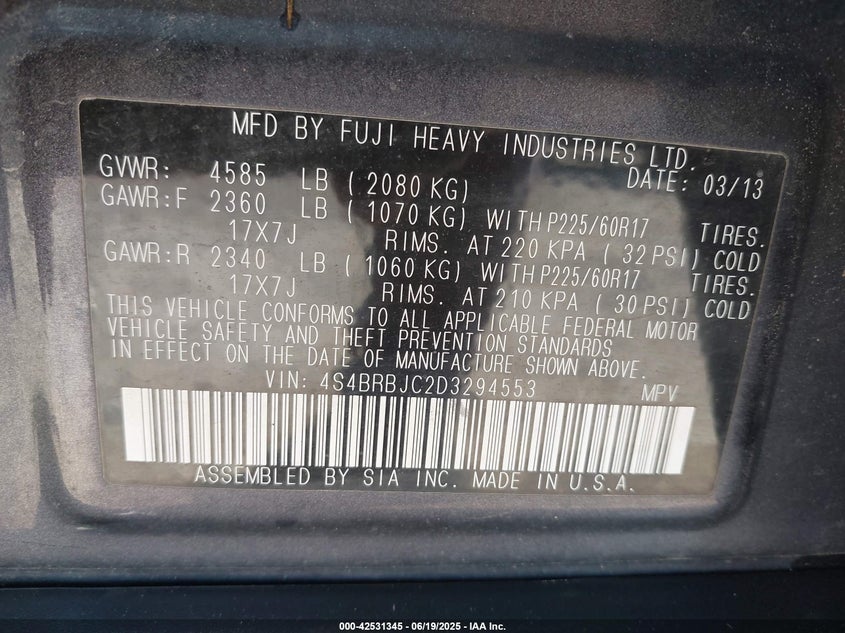 MFD BY FUJI HEAVY INDUSTRIES LTD.
GVWR: 4585 LB ( 2080 KG) DATE: 03/13
GAWR:F 2360 LB ( 1070 KG) WITH P225/60R17 TIRES.
17X7J RIMS. AT 220 KPA ( 32 PSI) COLD
GAWR:R 2340 LB ( 1060 KG) WITH P225/60R17 TIRES.
17X7J RIMS. AT 210 KPA ( 30 PSI) COLD
THIS VEHICLE CONFORMS TO ALL APPLICABLE FEDERAL MOTOR
VEHICLE SAFETY AND THEFT PREVENTION STANDARDS
IN EFFECT ON THE DATE OF MANUFACTURE SHOWN ABOVE.
VIN: 4S4BRBJC2D3294553 MPV
ASSEMBLED BY SIA INC. MADE IN U.S.A.
000-42531345 - 06/19/2025 - IAA Inc.